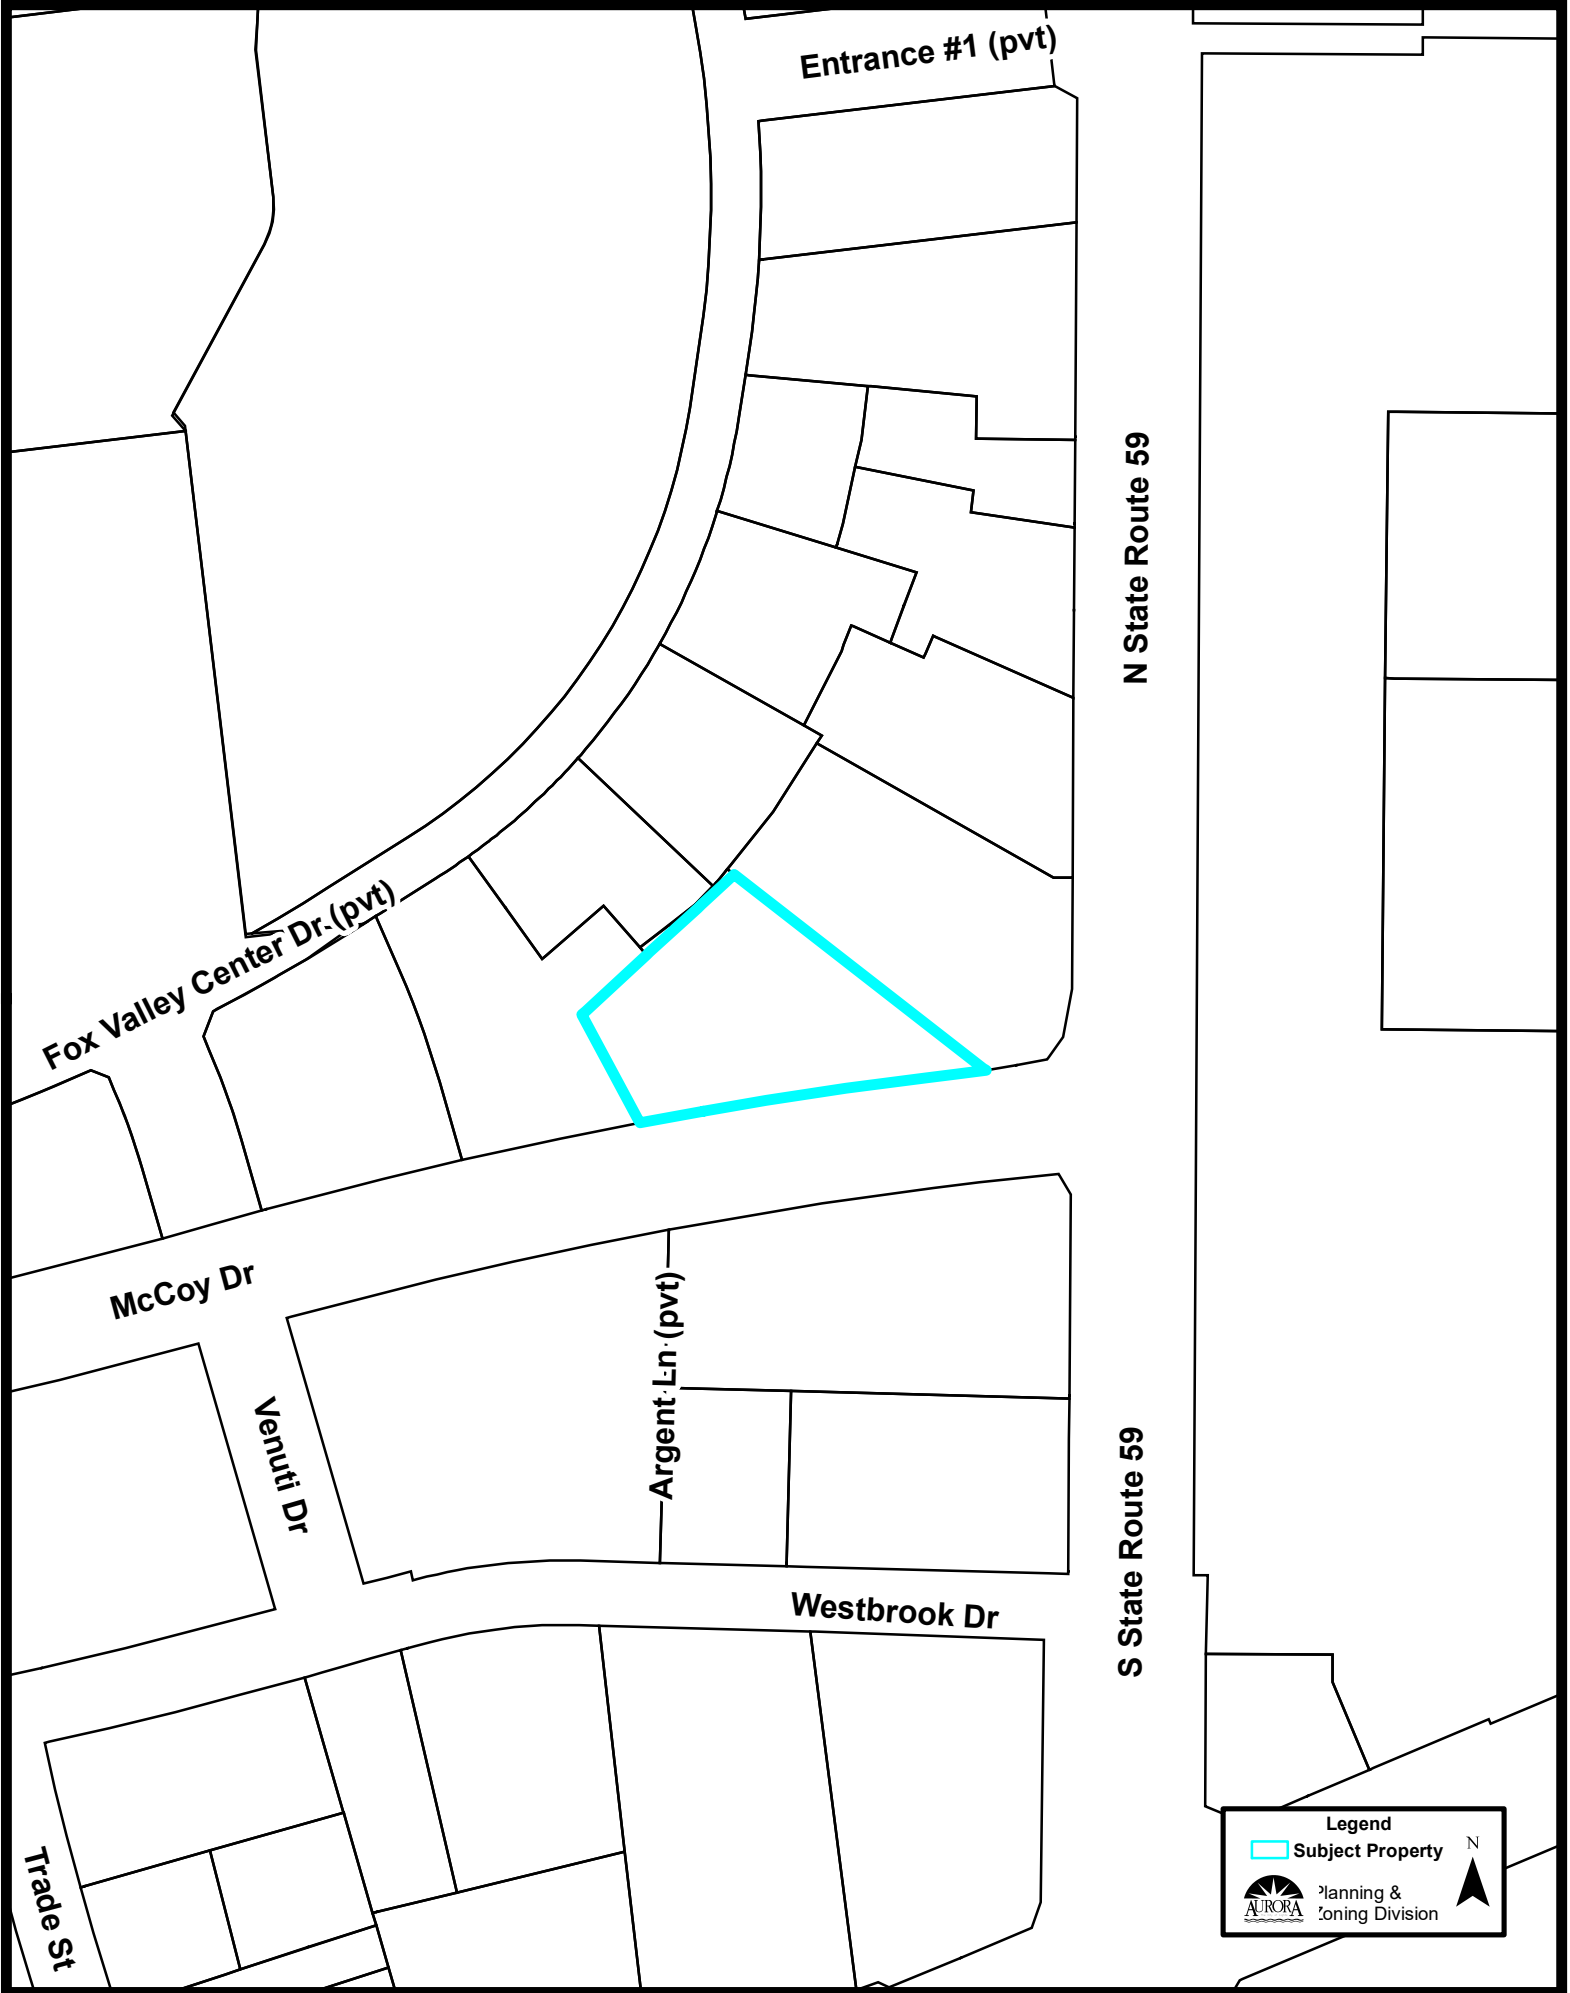 Entrance #1 (pvt)
N State Route 59
Fox Valley Center Dr (pvt)
McCoy Dr
Argent Ln (pvt)
Venuti Dr
S State Route 59
Westbrook Dr
Trade St
Legend
Subject Property
N
AURORA
Planning &
Zoning Division